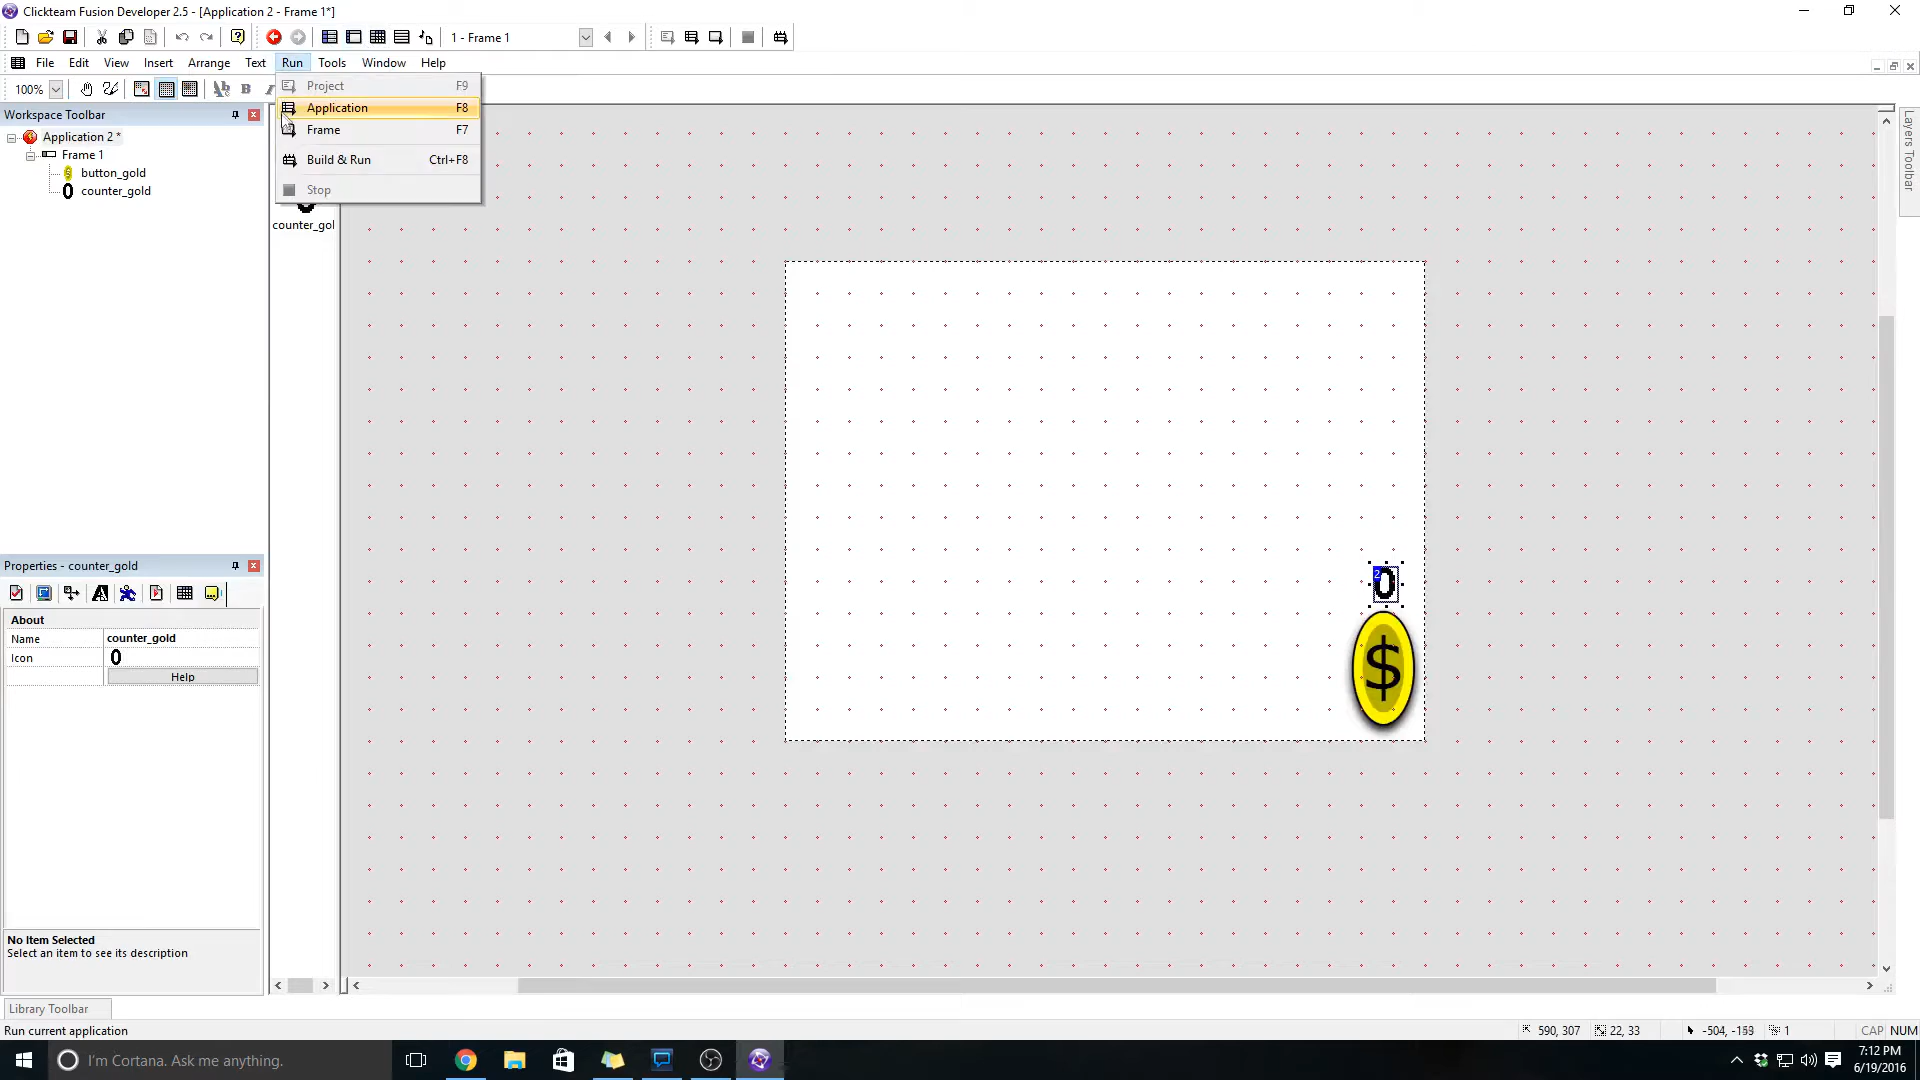 Clickteam Fusion Developer 2.5 - [Application 2 - Frame 1*]
1 - Frame 1
File Edit View Insert Arrange Text Run Tools Window Help
100%
Project F9
Application F8
Frame F7
Build & Run Ctrl+F8
Stop
Workspace Toolbar
Application 2 *
Frame 1
button_gold
counter_gold
counter_gol
Layers Toolbar
2
0
$
Properties - counter_gold
About
Name counter_gold
Icon 0
Help
No Item Selected
Select an item to see its description
Library Toolbar
Run current application
590, 307 22, 33 -504, -153 1 CAP NUM
I'm Cortana. Ask me anything.
7:12 PM
6/19/2016